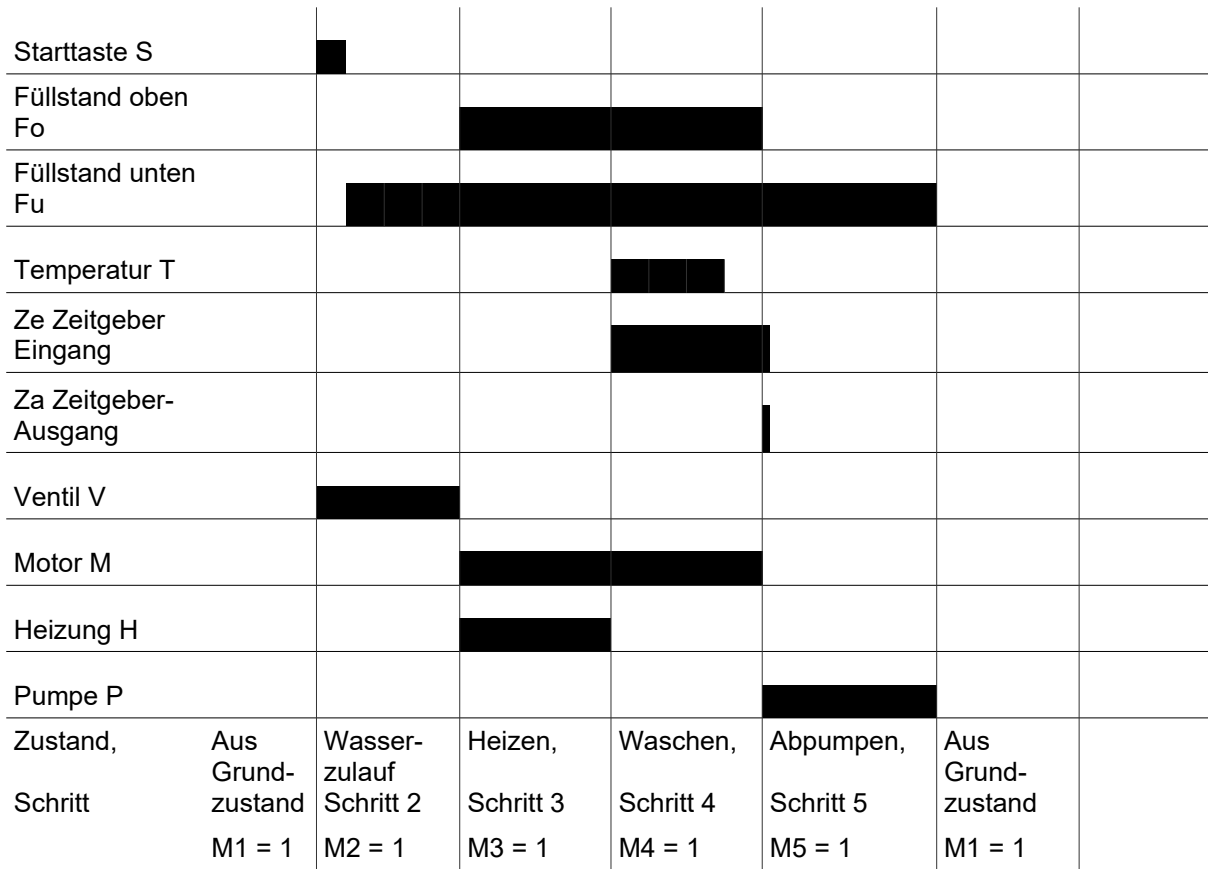 Starttaste S
Füllstand oben
Fo
Füllstand unten
Fu
Temperatur T
Ze Zeitgeber
Eingang
Za Zeitgeber-
Ausgang
Ventil V
Motor M
Heizung H
Pumpe P
Zustand, Aus Wasser- Heizen, Waschen, Abpumpen, Aus
Grund- zulauf Grund-
Schritt zustand Schritt 2 Schritt 3 Schritt 4 Schritt 5 zustand
M1 = 1 M2 = 1 M3 = 1 M4 = 1 M5 = 1 M1 = 1